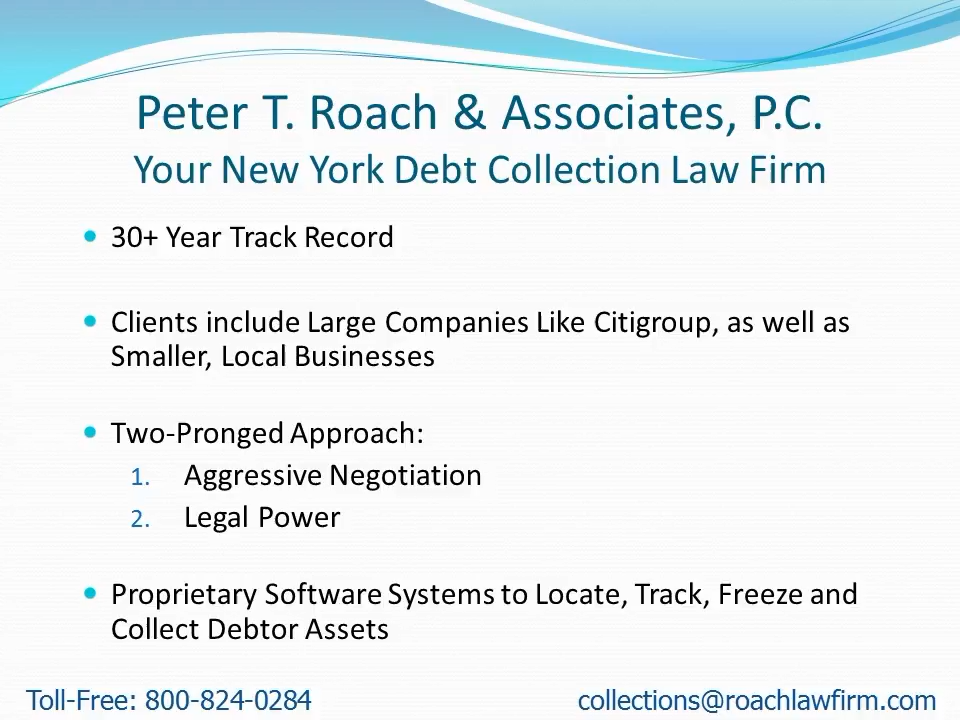 Peter T. Roach & Associates, P.C.
Your New York Debt Collection Law Firm
• 30+ Year Track Record
• Clients include Large Companies Like Citigroup, as well as
Smaller, Local Businesses
• Two-Pronged Approach:
1. Aggressive Negotiation
2. Legal Power
• Proprietary Software Systems to Locate, Track, Freeze and
Collect Debtor Assets
Toll-Free: 800-824-0284
collections@roachlawfirm.com